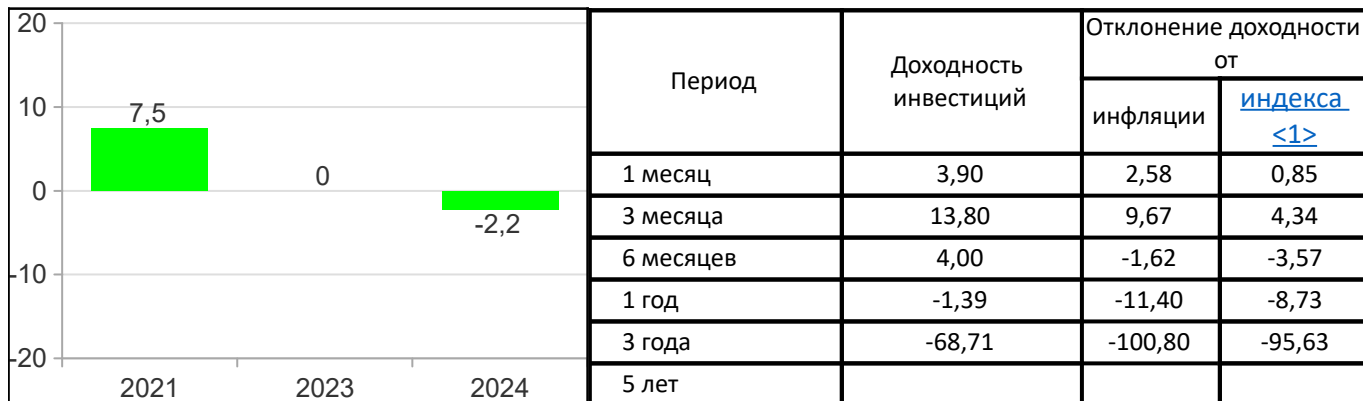 20
10
0
-10
-20
7,5
0
-2,2
2021 2023 2024
Период
Доходность
инвестиций
Отклонение доходности
от
инфляции
индекса
<1>
1 месяц 3,90 2,58 0,85
3 месяца 13,80 9,67 4,34
6 месяцев 4,00 -1,62 -3,57
1 год -1,39 -11,40 -8,73
3 года -68,71 -100,80 -95,63
5 лет